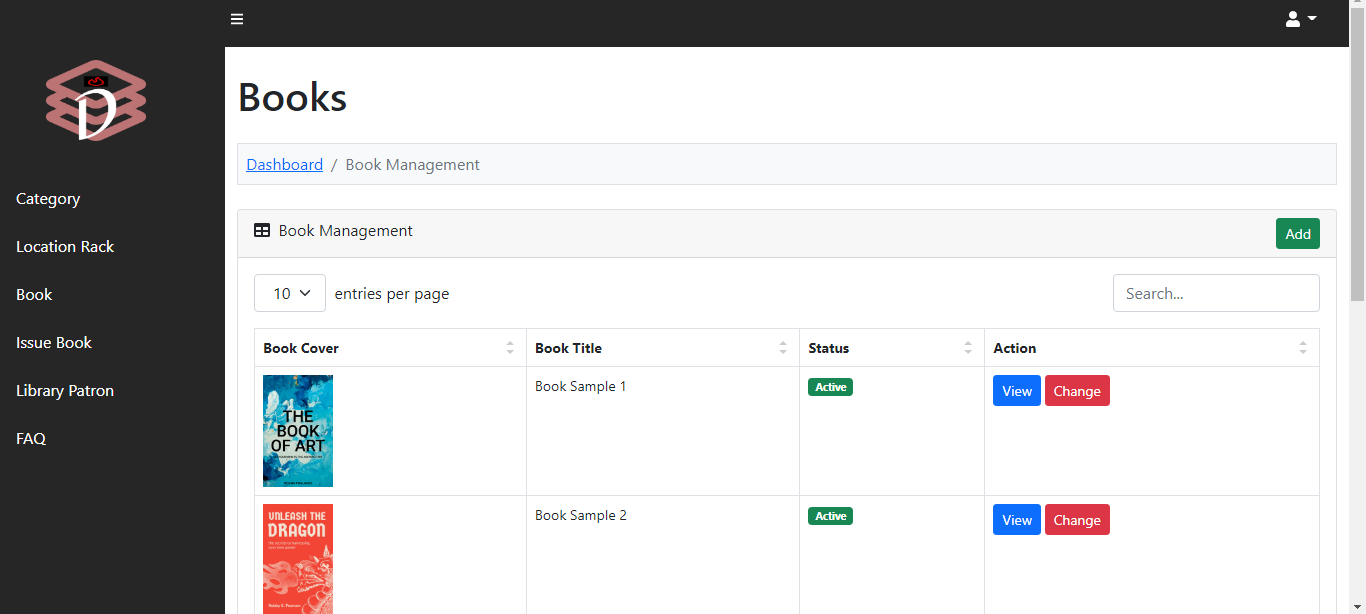 D
Category
Location Rack
Book
Issue Book
Library Patron
FAQ
Books
Dashboard / Book Management
Book Management
Add
10 entries per page
Search...
Book Cover Book Title Status Action
THE
BOOK
OF ART
Book Sample 1 Active View Change
UNLEASH THE
DRAGON
Book Sample 2 Active View Change